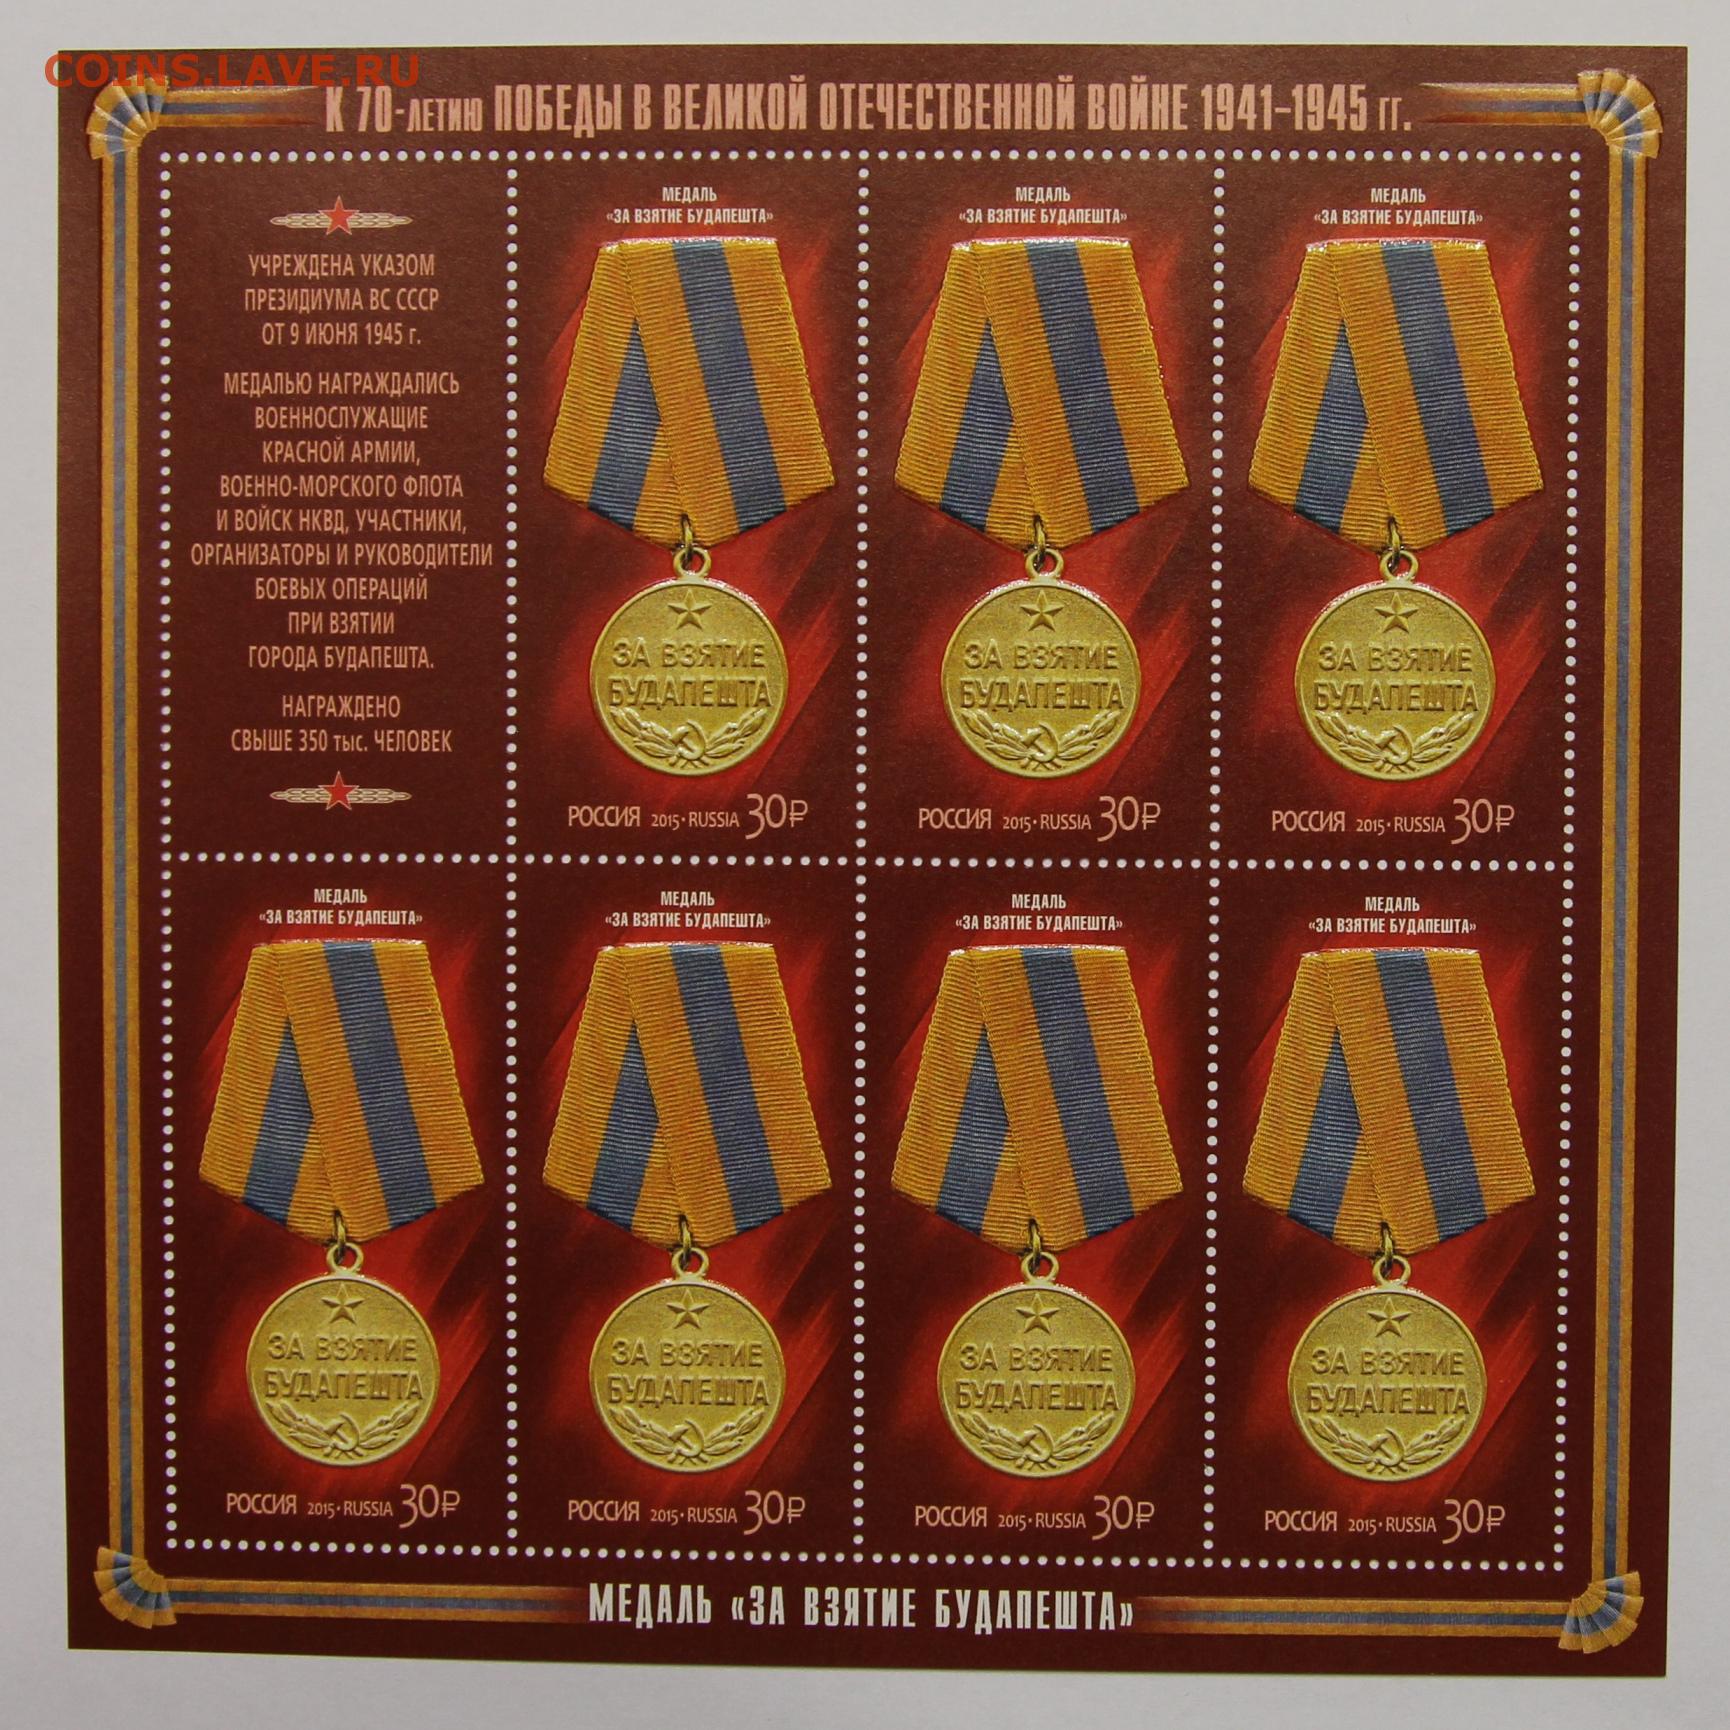 COINS.LAVE.RU
К 70-ЛЕТИЮ ПОБЕДЫ В ВЕЛИКОЙ ОТЕЧЕСТВЕННОЙ ВОЙНЕ 1941–1945 ГГ.
УЧРЕЖДЕНА УКАЗОМ
ПРЕЗИДИУМА ВС СССР
ОТ 9 ИЮНЯ 1945 г.
МЕДАЛЬЮ НАГРАЖДАЛИСЬ
ВОЕННОСЛУЖАЩИЕ
КРАСНОЙ АРМИИ,
ВОЕННО-МОРСКОГО ФЛОТА
И ВОЙСК НКВД, УЧАСТНИКИ,
ОРГАНИЗАТОРЫ И РУКОВОДИТЕЛИ
БОЕВЫХ ОПЕРАЦИЙ
ПРИ ВЗЯТИИ
ГОРОДА БУДАПЕШТА.
НАГРАЖДЕНО
СВЫШЕ 350 тыс. ЧЕЛОВЕК
МЕДАЛЬ
«ЗА ВЗЯТИЕ БУДАПЕШТА»
ЗА ВЗЯТИЕ
БУДАПЕШТА
РОССИЯ 2015·RUSSIA 30₽
МЕДАЛЬ
«ЗА ВЗЯТИЕ БУДАПЕШТА»
ЗА ВЗЯТИЕ
БУДАПЕШТА
РОССИЯ 2015·RUSSIA 30₽
МЕДАЛЬ
«ЗА ВЗЯТИЕ БУДАПЕШТА»
ЗА ВЗЯТИЕ
БУДАПЕШТА
РОССИЯ 2015·RUSSIA 30₽
МЕДАЛЬ
«ЗА ВЗЯТИЕ БУДАПЕШТА»
ЗА ВЗЯТИЕ
БУДАПЕШТА
РОССИЯ 2015·RUSSIA 30₽
МЕДАЛЬ
«ЗА ВЗЯТИЕ БУДАПЕШТА»
ЗА ВЗЯТИЕ
БУДАПЕШТА
РОССИЯ 2015·RUSSIA 30₽
МЕДАЛЬ
«ЗА ВЗЯТИЕ БУДАПЕШТА»
ЗА ВЗЯТИЕ
БУДАПЕШТА
РОССИЯ 2015·RUSSIA 30₽
МЕДАЛЬ
«ЗА ВЗЯТИЕ БУДАПЕШТА»
ЗА ВЗЯТИЕ
БУДАПЕШТА
РОССИЯ 2015·RUSSIA 30₽
МЕДАЛЬ «ЗА ВЗЯТИЕ БУДАПЕШТА»